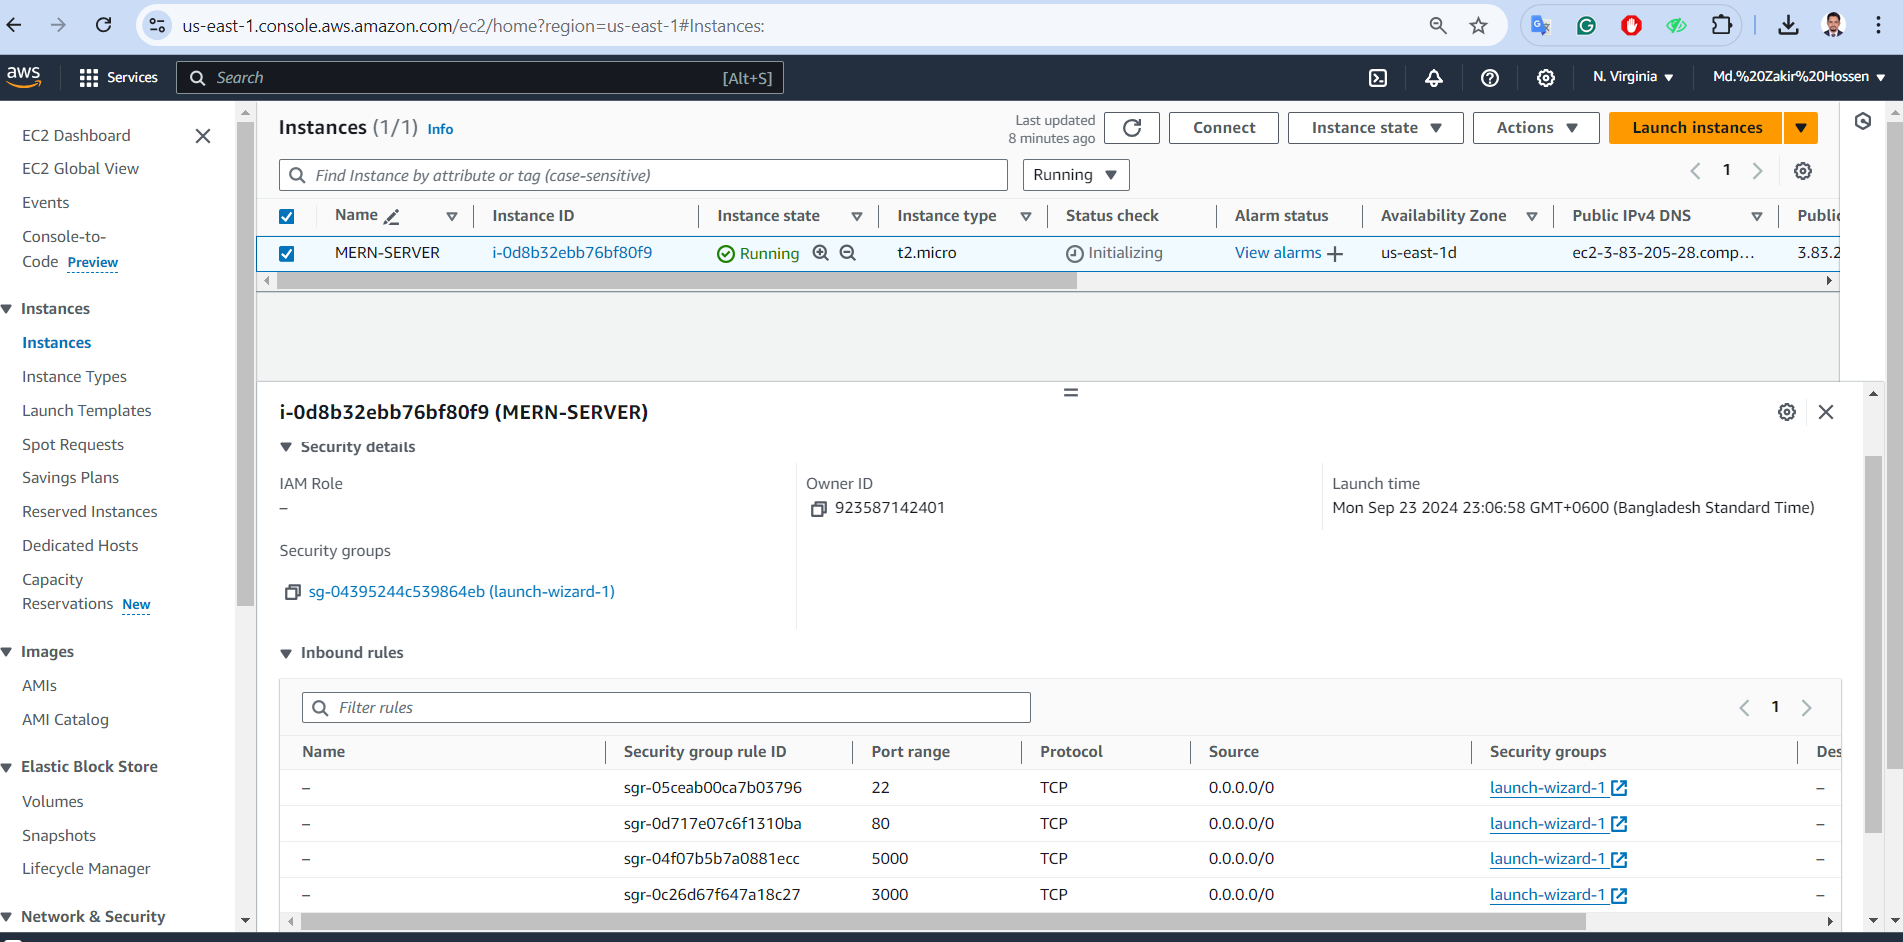 us-east-1.console.aws.amazon.com/ec2/home?region=us-east-1#Instances:
aws
Services
Search
[Alt+S]
N. Virginia
Md.%20Zakir%20Hossen
EC2 Dashboard
EC2 Global View
Events
Console-to-
Code Preview
Instances
Instances
Instance Types
Launch Templates
Spot Requests
Savings Plans
Reserved Instances
Dedicated Hosts
Capacity
Reservations New
Images
AMIs
AMI Catalog
Elastic Block Store
Volumes
Snapshots
Lifecycle Manager
Network & Security
Instances (1/1) Info
Last updated
8 minutes ago
Connect
Instance state
Actions
Launch instances
Find Instance by attribute or tag (case-sensitive)
Running
1
Name Instance ID Instance state Instance type Status check Alarm status Availability Zone Public IPv4 DNS Public
MERN-SERVER i-0d8b32ebb76bf80f9 Running t2.micro Initializing View alarms us-east-1d ec2-3-83-205-28.comp... 3.83.2
i-0d8b32ebb76bf80f9 (MERN-SERVER)
Security details
IAM Role
–
Owner ID
923587142401
Launch time
Mon Sep 23 2024 23:06:58 GMT+0600 (Bangladesh Standard Time)
Security groups
sg-04395244c539864eb (launch-wizard-1)
Inbound rules
Filter rules
1
Name Security group rule ID Port range Protocol Source Security groups Des
– sgr-05ceab00ca7b03796 22 TCP 0.0.0.0/0 launch-wizard-1 –
– sgr-0d717e07c6f1310ba 80 TCP 0.0.0.0/0 launch-wizard-1 –
– sgr-04f07b5b7a0881ecc 5000 TCP 0.0.0.0/0 launch-wizard-1 –
– sgr-0c26d67f647a18c27 3000 TCP 0.0.0.0/0 launch-wizard-1 –